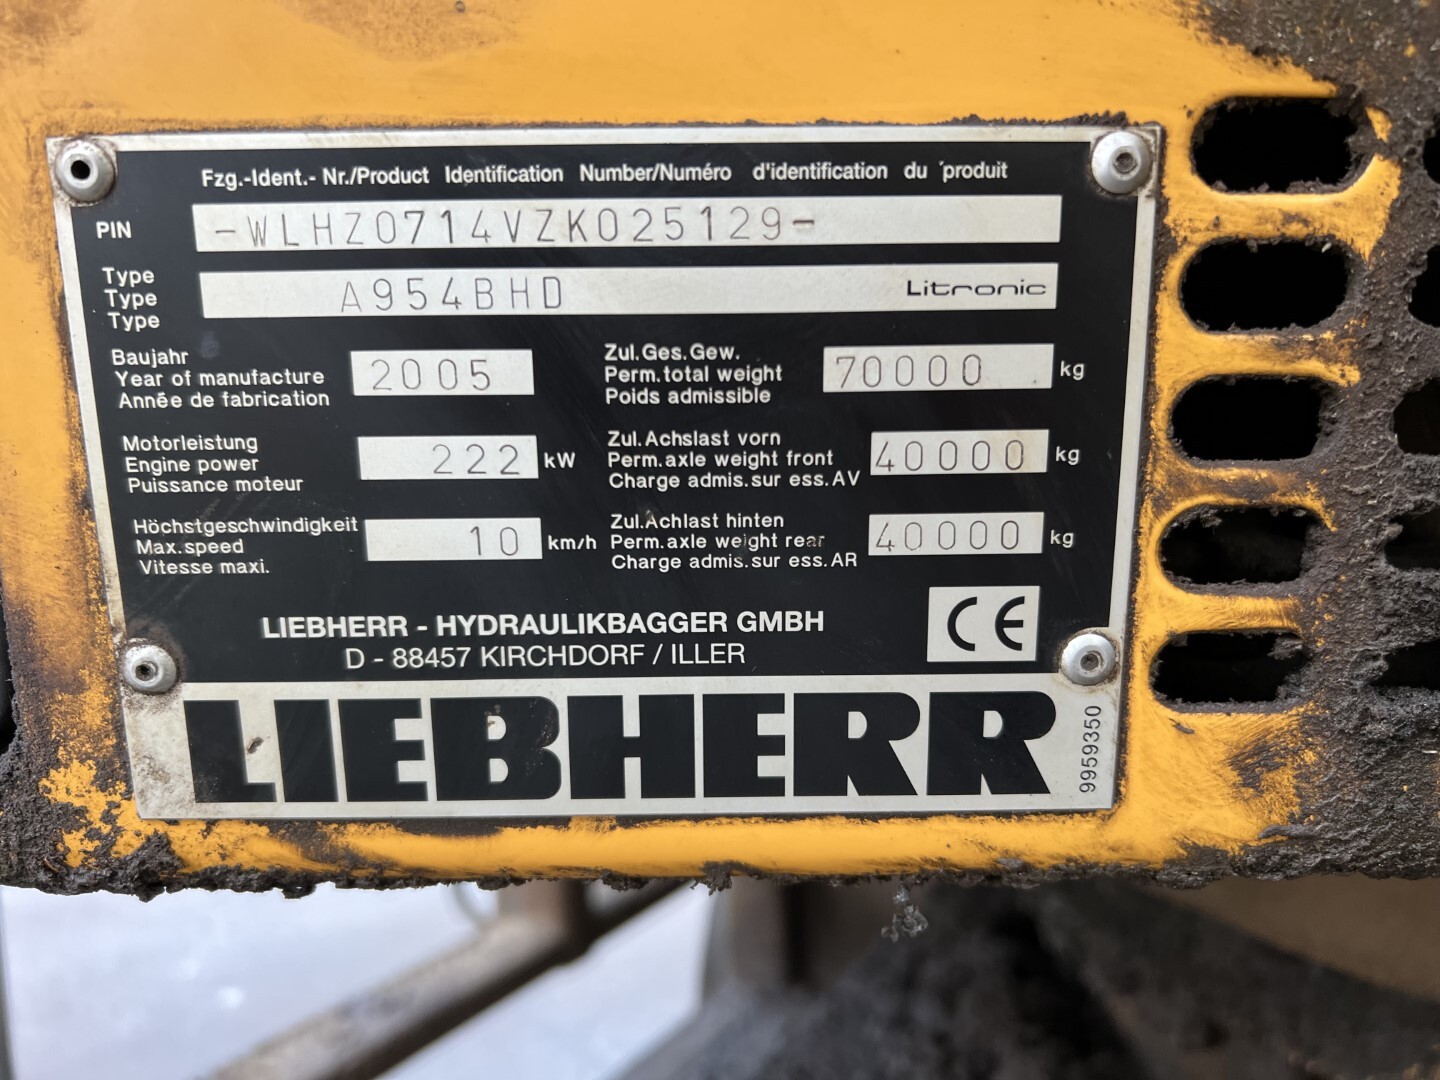 Fzg.-Ident.- Nr./Product Identification Number/Numéro d'identification du produit
PIN -WLHZ0714VZK025129-
Type
Type A954BHD Litronic
Type
Baujahr
Year of manufacture 2005
Année de fabrication
Zul.Ges.Gew.
Perm.total weight 70000 kg
Poids admissible
Motorleistung
Engine power 222 kW
Puissance moteur
Zul.Achslast vorn
Perm.axle weight front 40000 kg
Charge admis.sur ess.AV
Höchstgeschwindigkeit
Max.speed 10 km/h
Vitesse maxi.
Zul.Achlast hinten
Perm.axle weight rear 40000 kg
Charge admis.sur ess.AR
LIEBHERR - HYDRAULIKBAGGER GMBH
D - 88457 KIRCHDORF / ILLER
CE
LIEBHERR
9959350